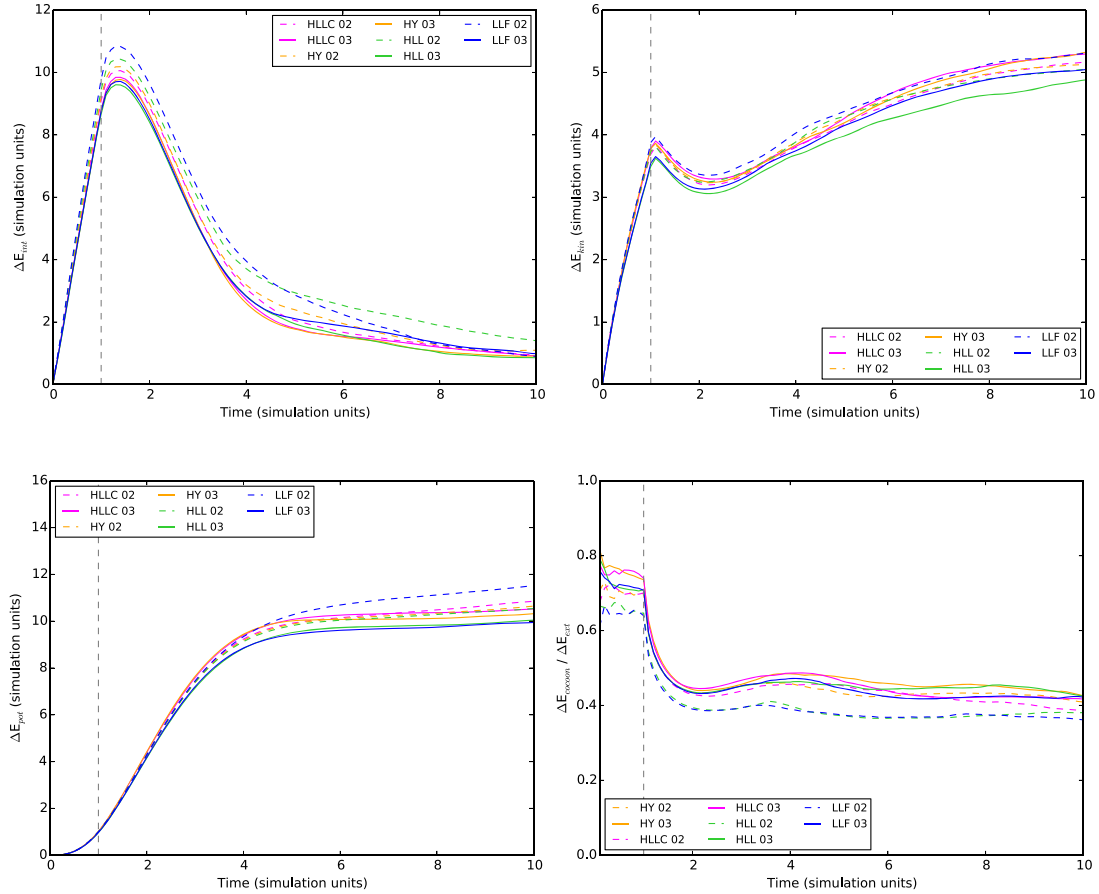 12
10
8
6
4
2
0
ΔE_int (simulation units)
HLLC 02 HY 03 LLF 02
HLLC 03 HLL 02 LLF 03
HY 02 HLL 03
0 2 4 6 8 10
Time (simulation units)
6
5
4
3
2
1
0
ΔE_kin (simulation units)
HLLC 02 HY 03 LLF 02
HLLC 03 HLL 02 LLF 03
HY 02 HLL 03
0 2 4 6 8 10
Time (simulation units)
16
14
12
10
8
6
4
2
0
ΔE_pot (simulation units)
HLLC 02 HY 03 LLF 02
HLLC 03 HLL 02 LLF 03
HY 02 HLL 03
0 2 4 6 8 10
Time (simulation units)
1.0
0.8
0.6
0.4
0.2
0.0
ΔE_cocoon / ΔE_ext
HY 02 HLLC 03 LLF 02
HY 03 HLL 02 LLF 03
HLLC 02 HLL 03
2 4 6 8 10
Time (simulation units)